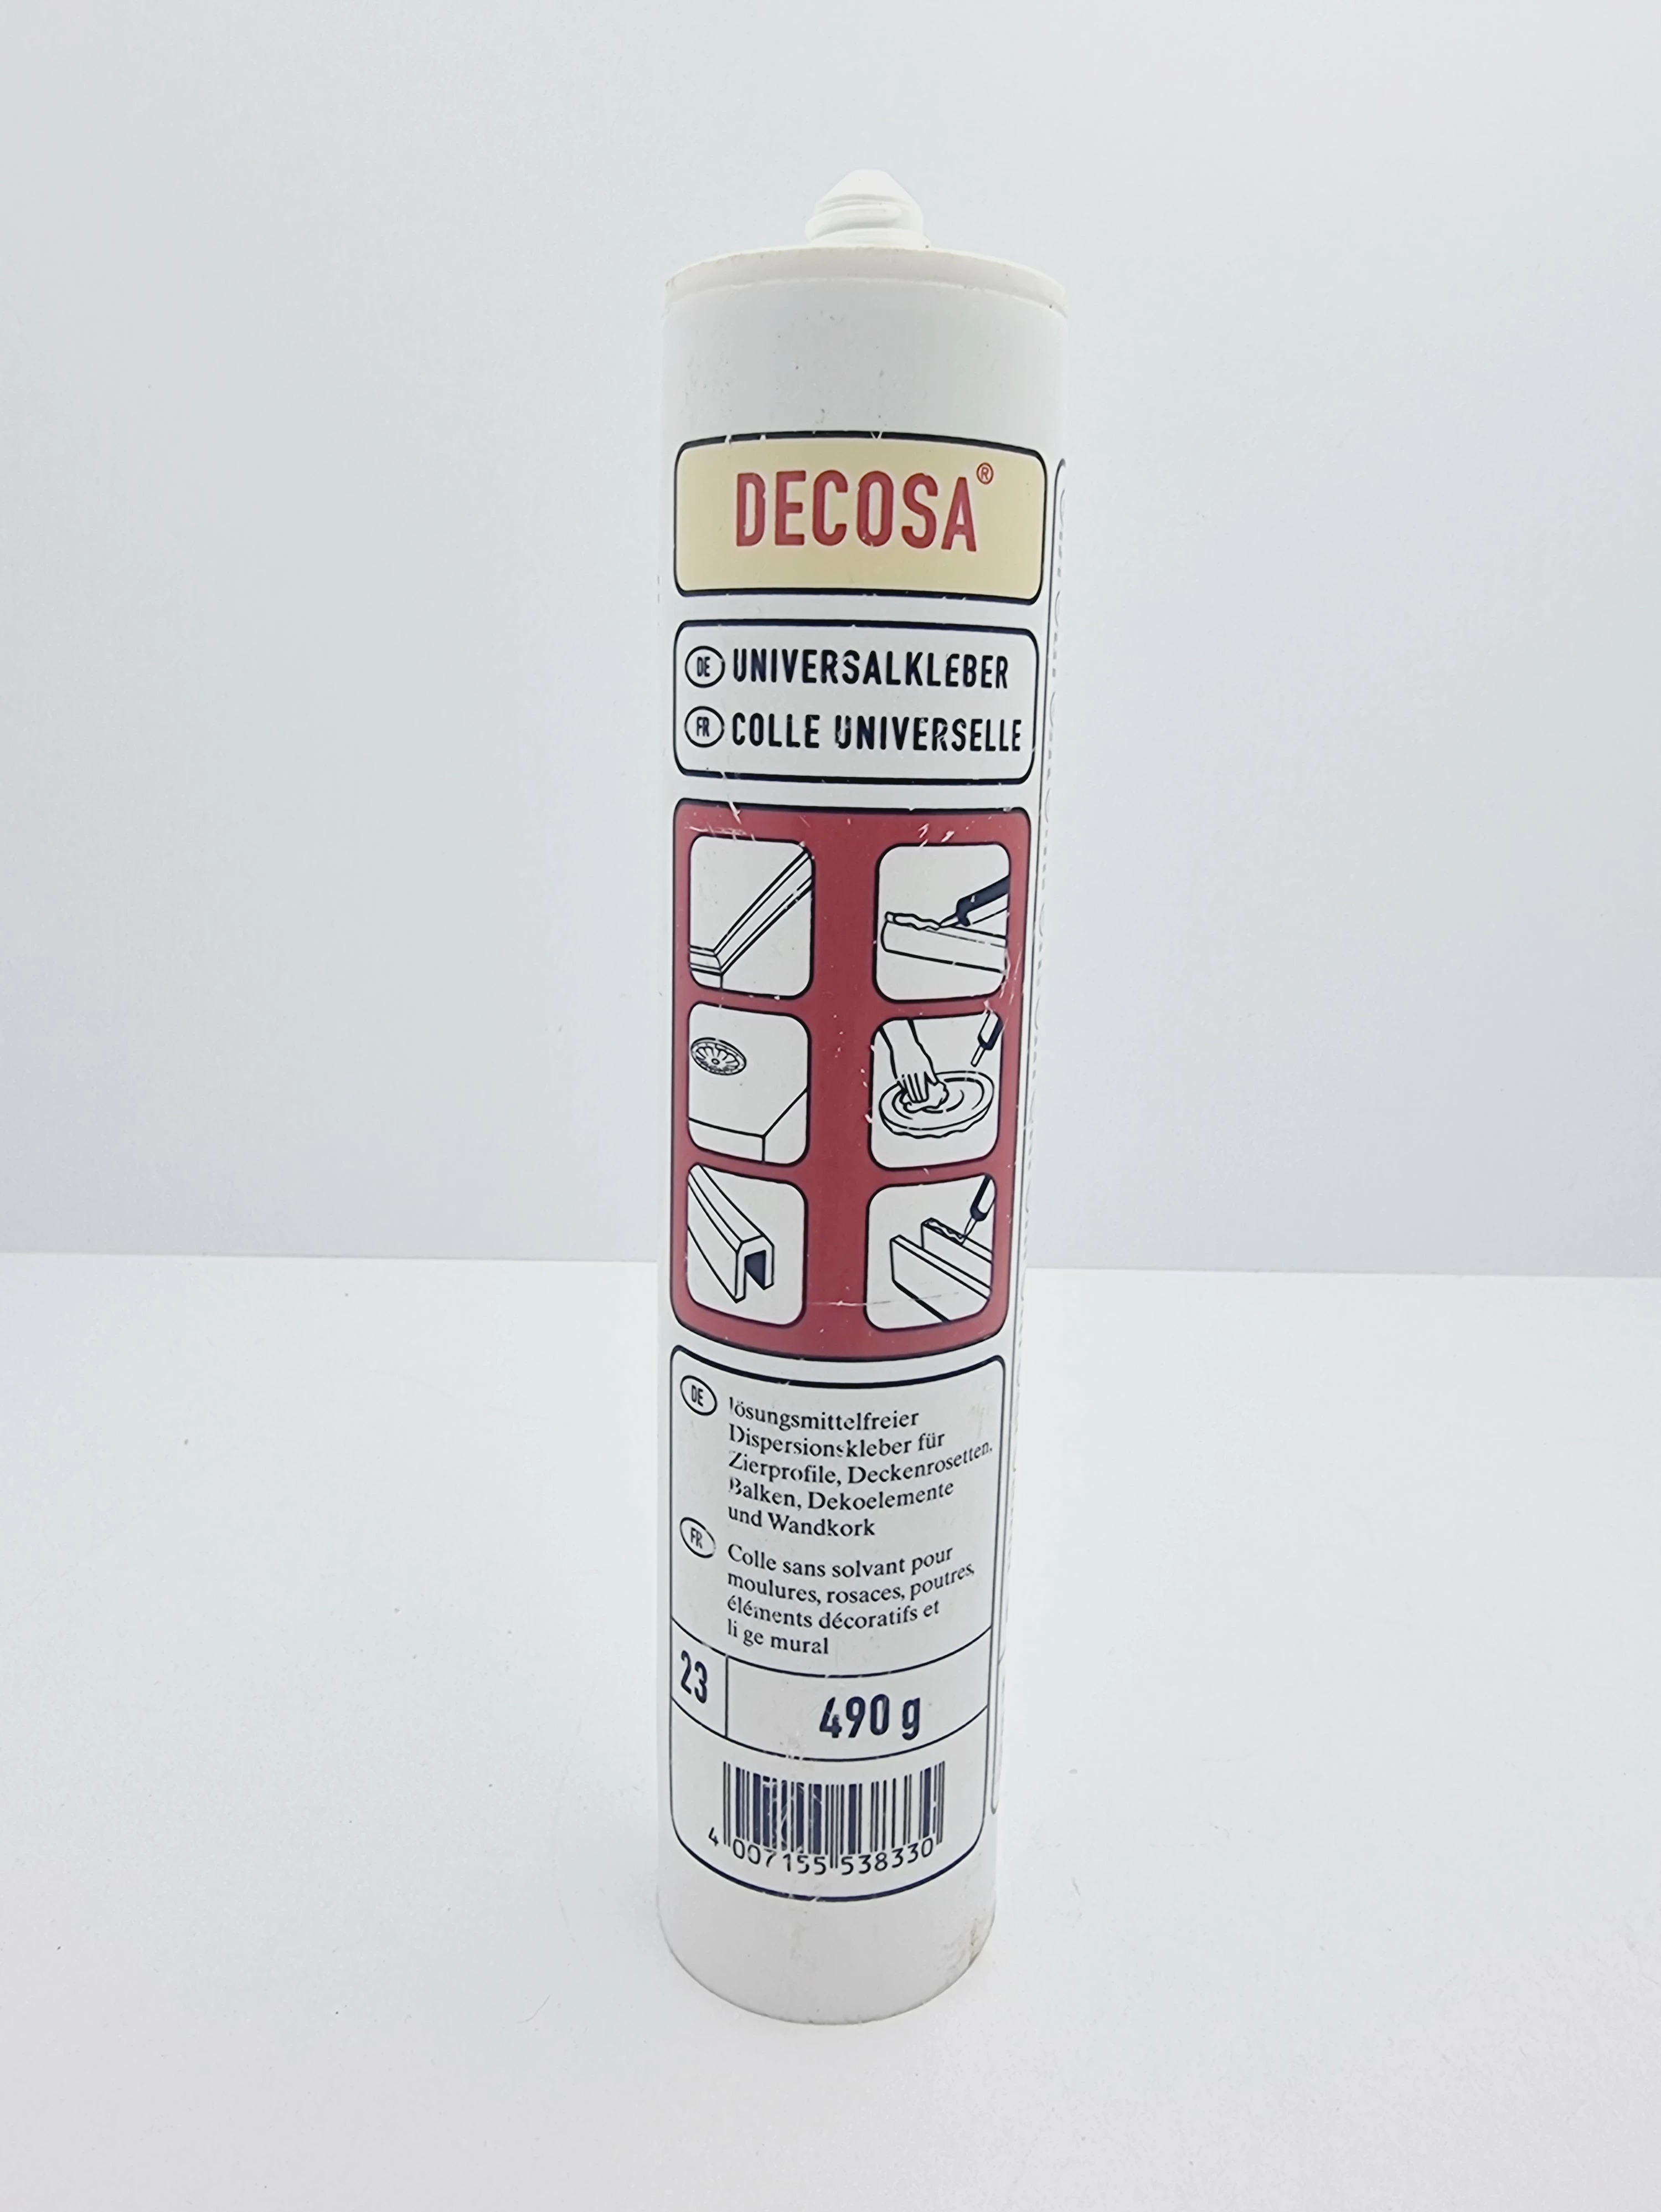 DECOSA®
DE UNIVERSALKLEBER
FR COLLE UNIVERSELLE
DE lösungsmittelfreier
Dispersionskleber für
Zierprofile, Deckenrosetten,
Balken, Dekoelemente
und Wandkork
FR Colle sans solvant pour
moulures, rosaces, poutres,
éléments décoratifs et
li ge mural
23 490 g
4 007155 538330